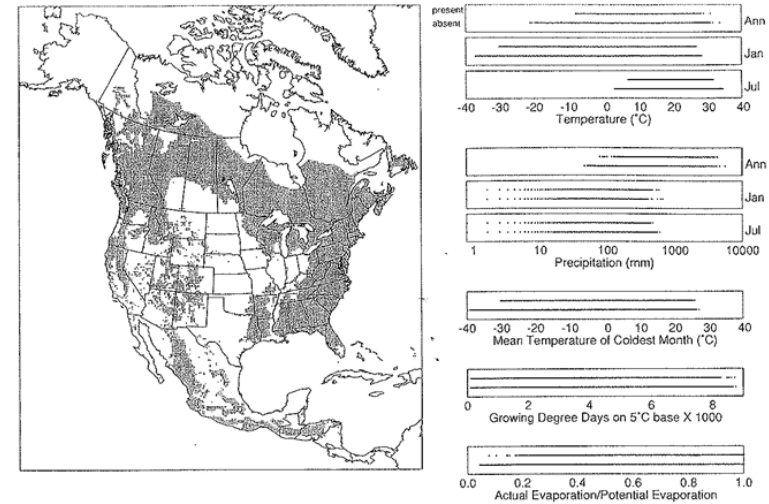 present
absent
Ann
Jan
Jul
-40 -30 -20 -10 0 10 20 30 40
Temperature (°C)
Ann
Jan
Jul
1 10 100 1000 10000
Precipitation (mm)
-40 -30 -20 -10 0 10 20 30 40
Mean Temperature of Coldest Month (°C)
0 2 4 6 8
Growing Degree Days on 5°C base X 1000
0.0 0.2 0.4 0.6 0.8 1.0
Actual Evaporation/Potential Evaporation